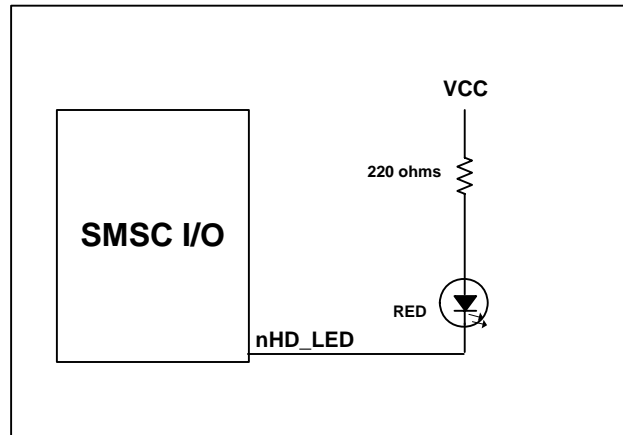 VCC
220 ohms
SMSC I/O
RED
nHD_LED